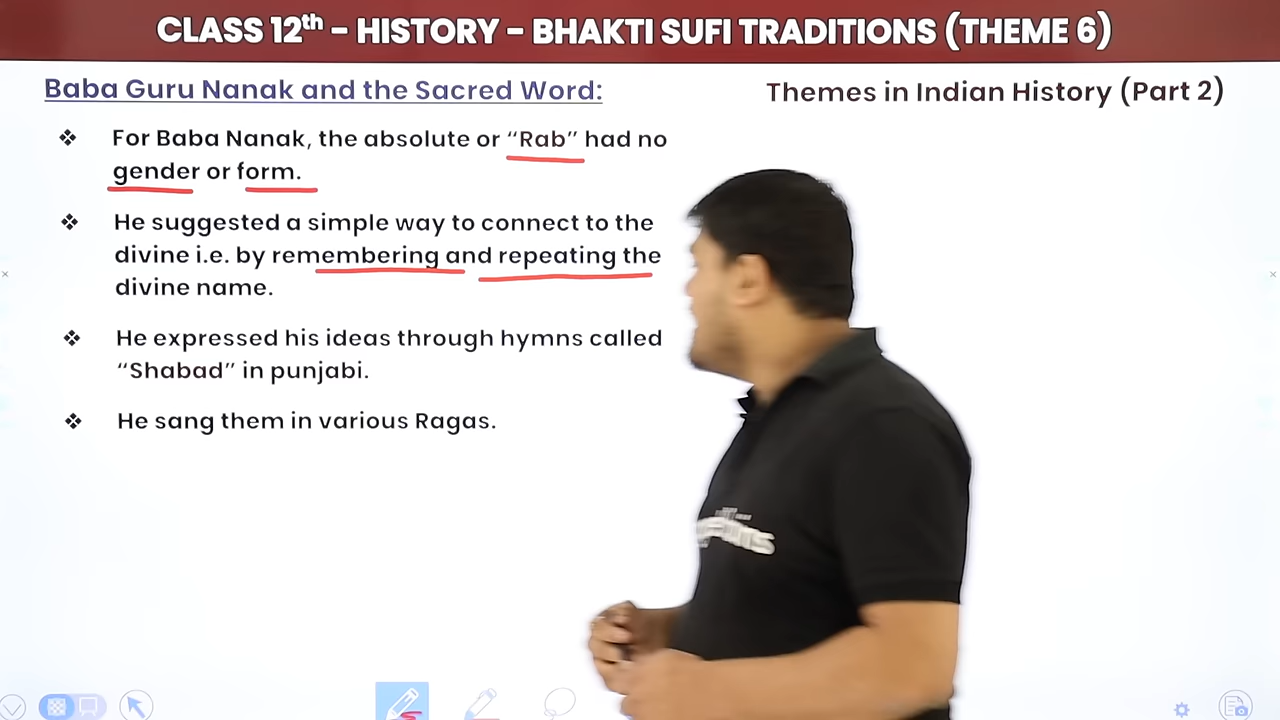 CLASS 12th – HISTORY – BHAKTI SUFI TRADITIONS (THEME 6)
Baba Guru Nanak and the Sacred Word:
Themes in Indian History (Part 2)
❖ For Baba Nanak, the absolute or “Rab” had no
gender or form.
❖ He suggested a simple way to connect to the
divine i.e. by remembering and repeating the
divine name.
❖ He expressed his ideas through hymns called
“Shabad” in punjabi.
❖ He sang them in various Ragas.